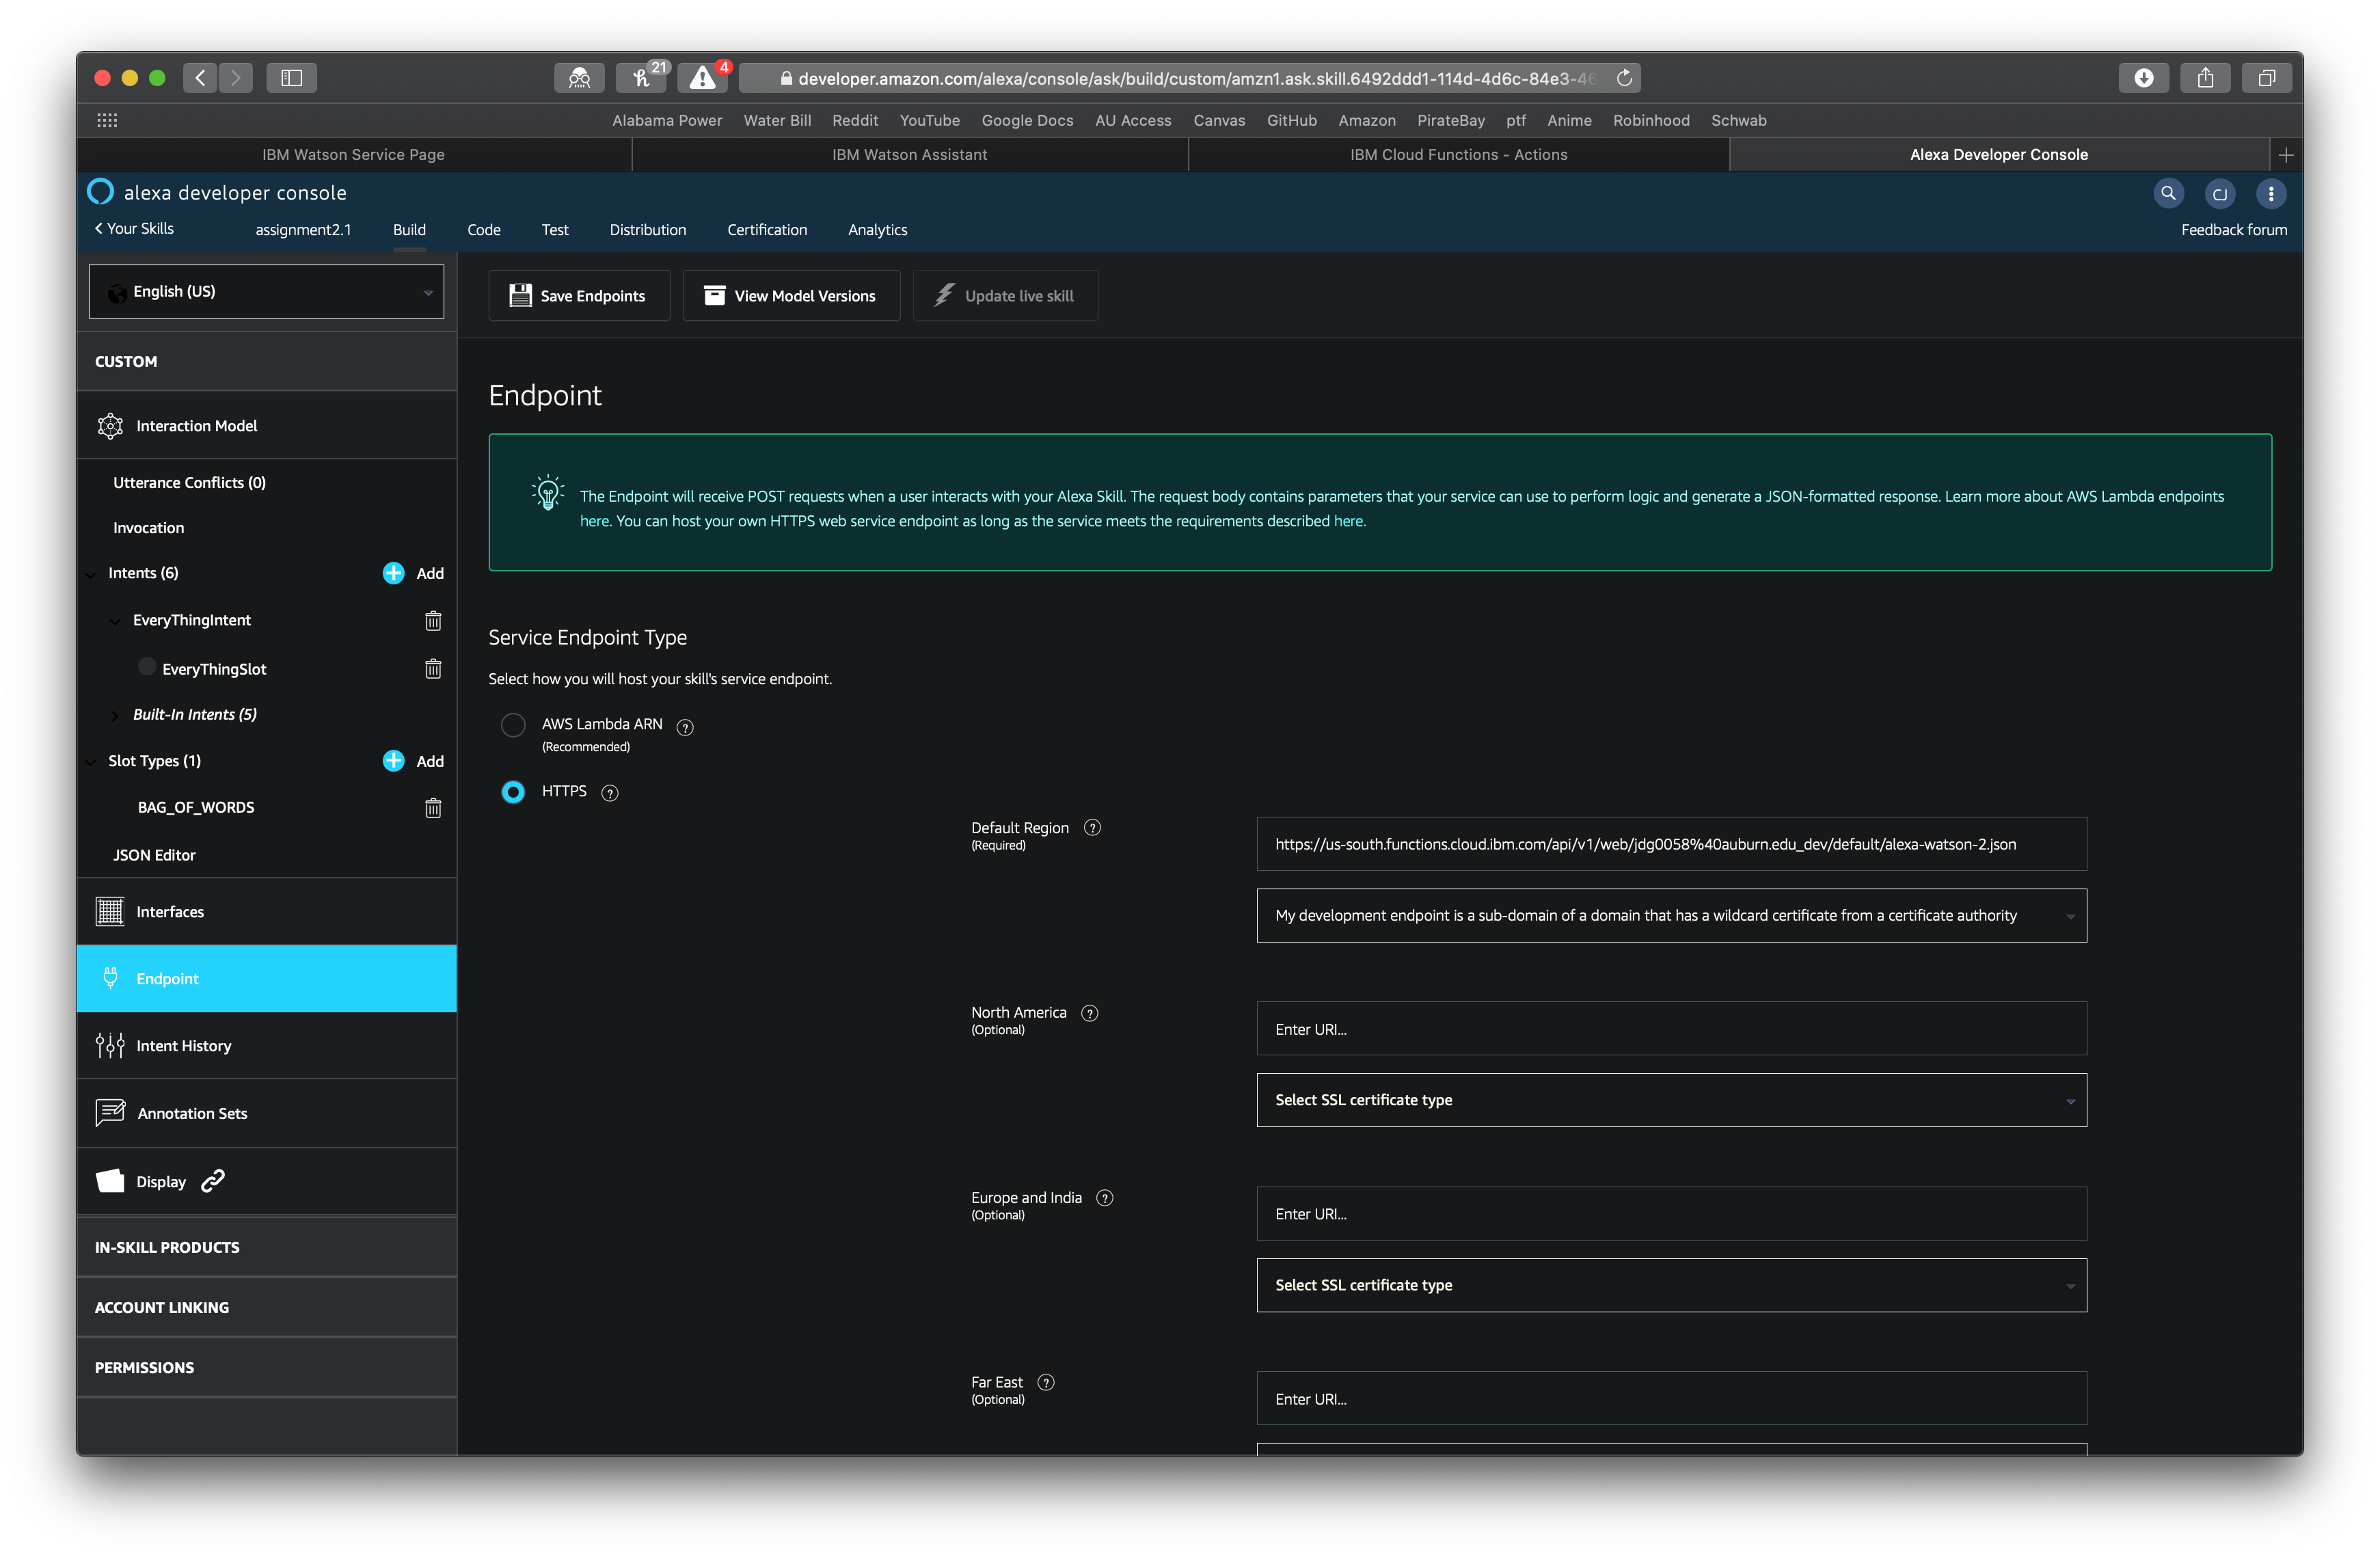 21
4
developer.amazon.com/alexa/console/ask/build/custom/amzn1.ask.skill.6492ddd1-114d-4d6c-84e3-46
Alabama Power Water Bill Reddit YouTube Google Docs AU Access Canvas GitHub Amazon PirateBay ptf Anime Robinhood Schwab
IBM Watson Service Page IBM Watson Assistant IBM Cloud Functions - Actions Alexa Developer Console
alexa developer console
CJ
Your Skills assignment2.1 Build Code Test Distribution Certification Analytics Feedback forum
English (US)
Save Endpoints View Model Versions Update live skill
CUSTOM
Interaction Model
Utterance Conflicts (0)
Invocation
Intents (6) Add
EveryThingIntent
EveryThingSlot
Built-In Intents (5)
Slot Types (1) Add
BAG_OF_WORDS
JSON Editor
Interfaces
Endpoint
Intent History
Annotation Sets
Display
IN-SKILL PRODUCTS
ACCOUNT LINKING
PERMISSIONS
Endpoint
The Endpoint will receive POST requests when a user interacts with your Alexa Skill. The request body contains parameters that your service can use to perform logic and generate a JSON-formatted response. Learn more about AWS Lambda endpoints
here. You can host your own HTTPS web service endpoint as long as the service meets the requirements described here.
Service Endpoint Type
Select how you will host your skill's service endpoint.
AWS Lambda ARN ?
(Recommended)
HTTPS ?
Default Region ?
(Required)
https://us-south.functions.cloud.ibm.com/api/v1/web/jdg0058%40auburn.edu_dev/default/alexa-watson-2.json
My development endpoint is a sub-domain of a domain that has a wildcard certificate from a certificate authority
North America ?
(Optional)
Enter URI...
Select SSL certificate type
Europe and India ?
(Optional)
Enter URI...
Select SSL certificate type
Far East ?
(Optional)
Enter URI...